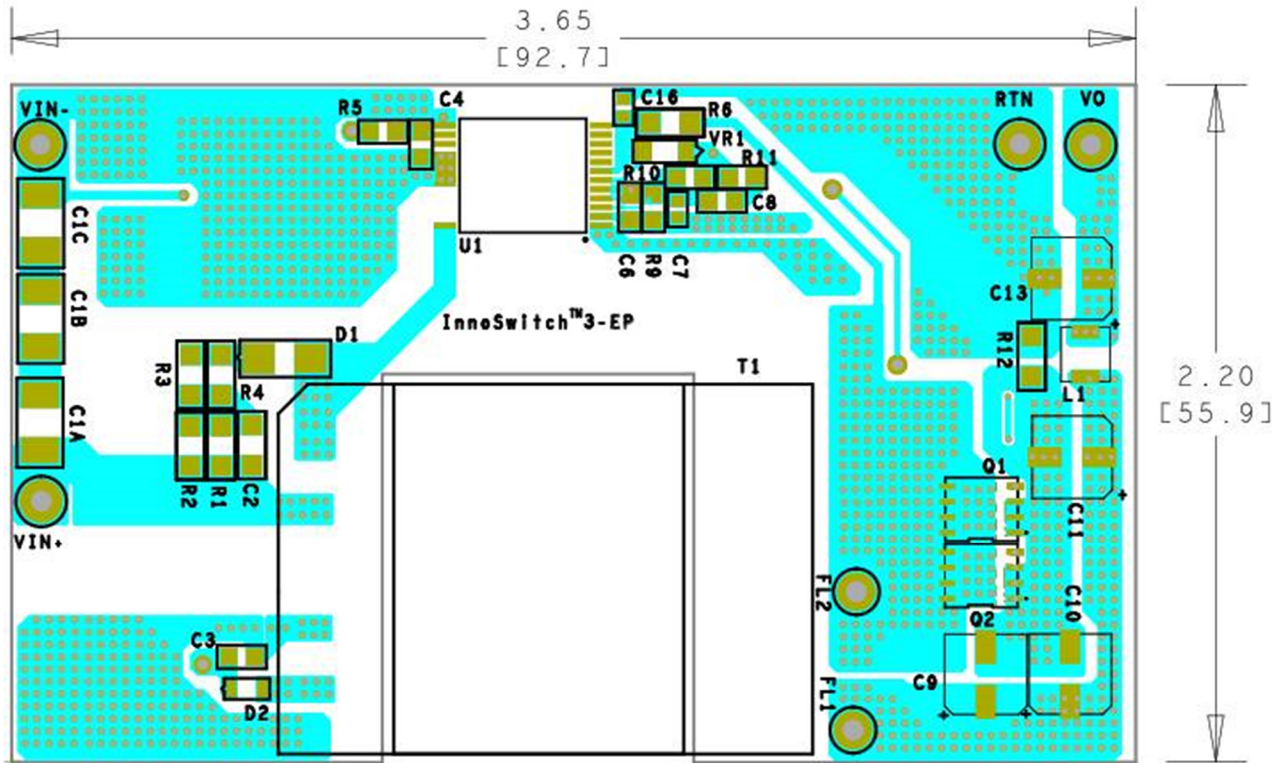 3.65
[92.7]
VIN-
R5
C4
C16
R6
RTN
VO
VR1
R11
R10
C8
C1C
U1
C6
R9
C7
C1B
InnoSwitch™3-EP
C13
D1
R3
R4
T1
R12
L1
2.20
[55.9]
C1A
R2
R1
C2
Q1
VIN+
C11
FL2
C10
Q2
C3
D2
FL1
C9